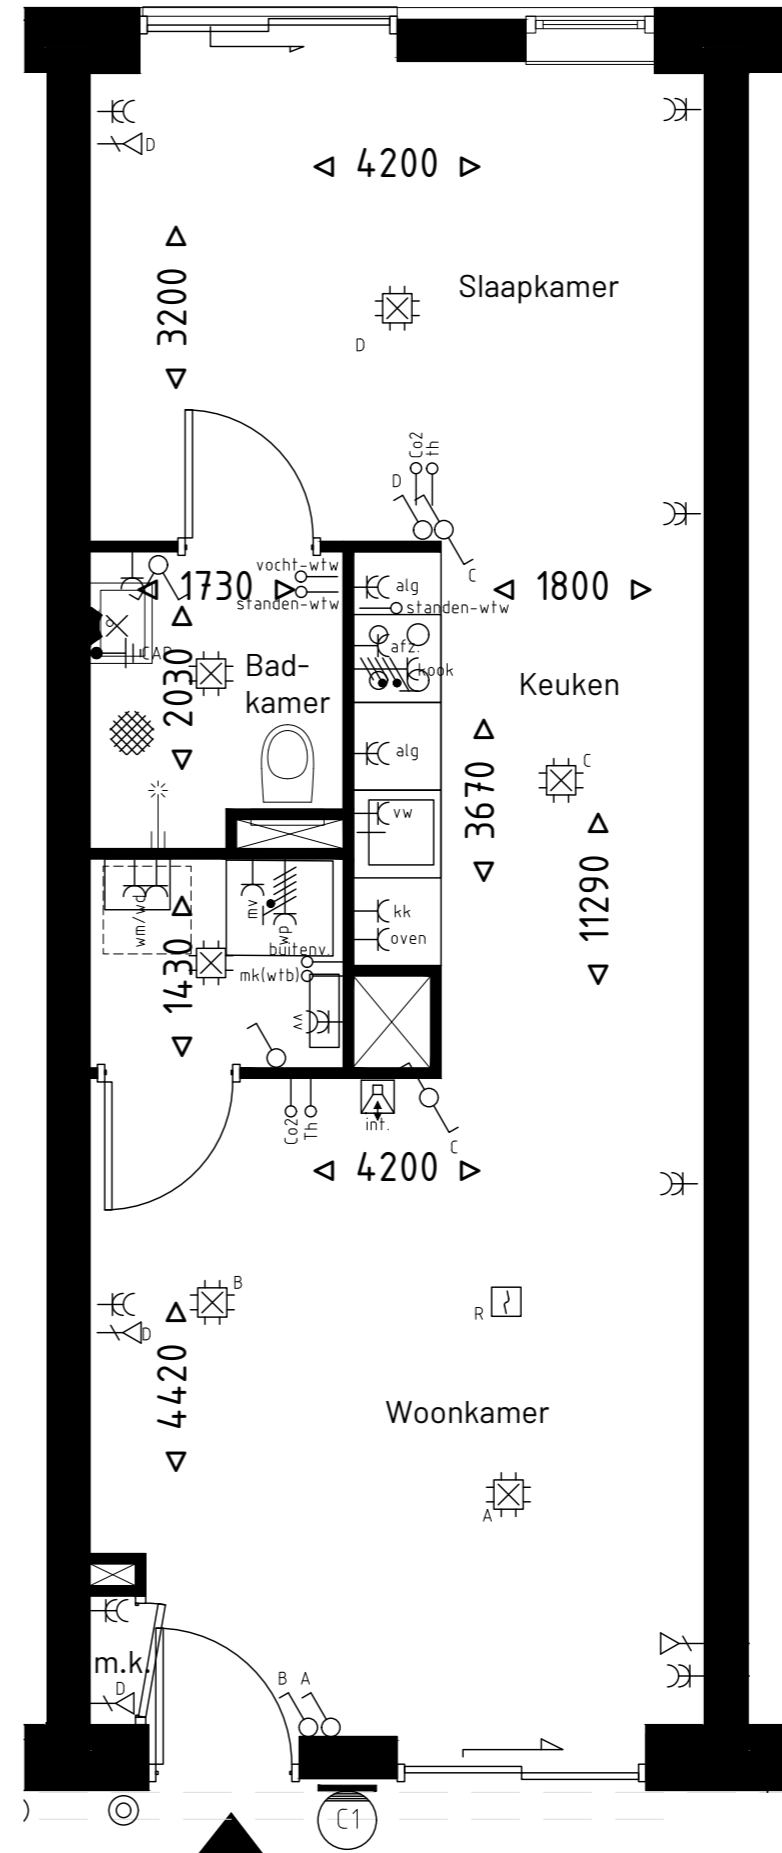 D
4200
3200
Slaapkamer
D
Co2
th
D
C
vocht-wtw
1730
standen-wtw
alg
standen-wtw
1800
afz.
kook
CAP
2030
Bad-
kamer
Keuken
alg
C
3670
vw
11290
kk
oven
wm/wd
mv
wp
buitenv.
mk(wtb)
1430
Co2
Th
int.
C
4200
B
R
D
4420
Woonkamer
A
m.k.
D
B
A
C1